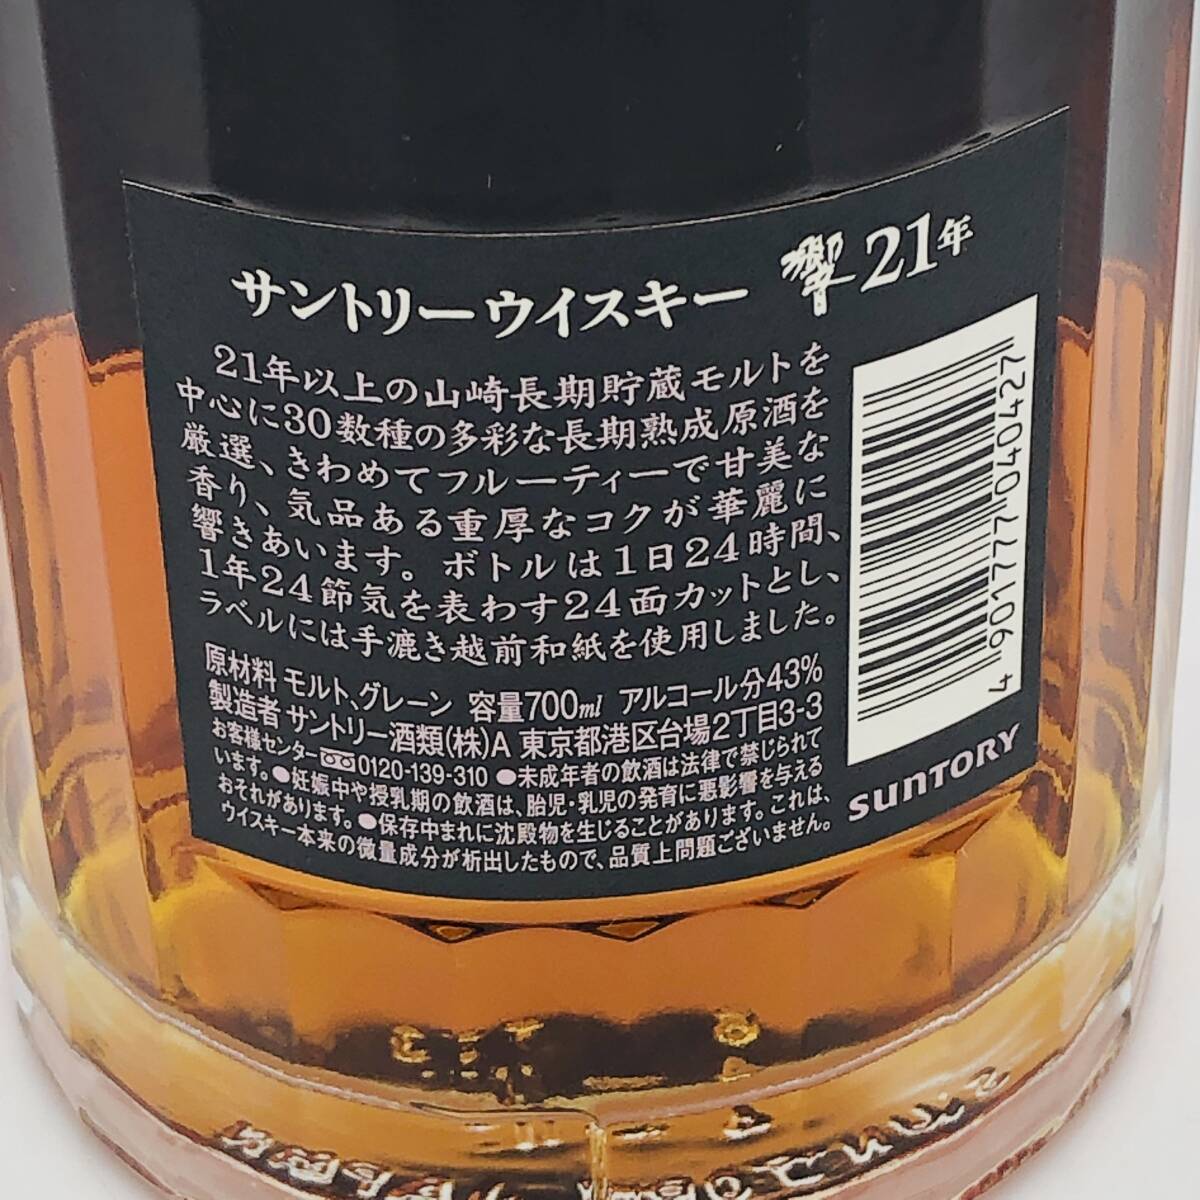 サントリーウイスキー 響21年
21年以上の山崎長期貯蔵モルトを
中心に30数種の多彩な長期熟成原酒を
厳選、きわめてフルーティーで甘美な
香り、気品ある重厚なコクが華麗に
響きあいます。ボトルは1日24時間、
1年24節気を表わす24面カットとし、
ラベルには手漉き越前和紙を使用しました。
原材料 モルト、グレーン 容量700ml アルコール分43%
製造者 サントリー酒類(株)A 東京都港区台場2丁目3-3
お客様センター 0120-139-310 ●未成年者の飲酒は法律で禁じられて
います。●妊娠中や授乳期の飲酒は、胎児・乳児の発育に悪影響を与える
おそれがあります。●保存中まれに沈殿物を生じることがあります。これは、
ウイスキー本来の微量成分が析出したもので、品質上問題ございません。
4 901777 040427
SUNTORY